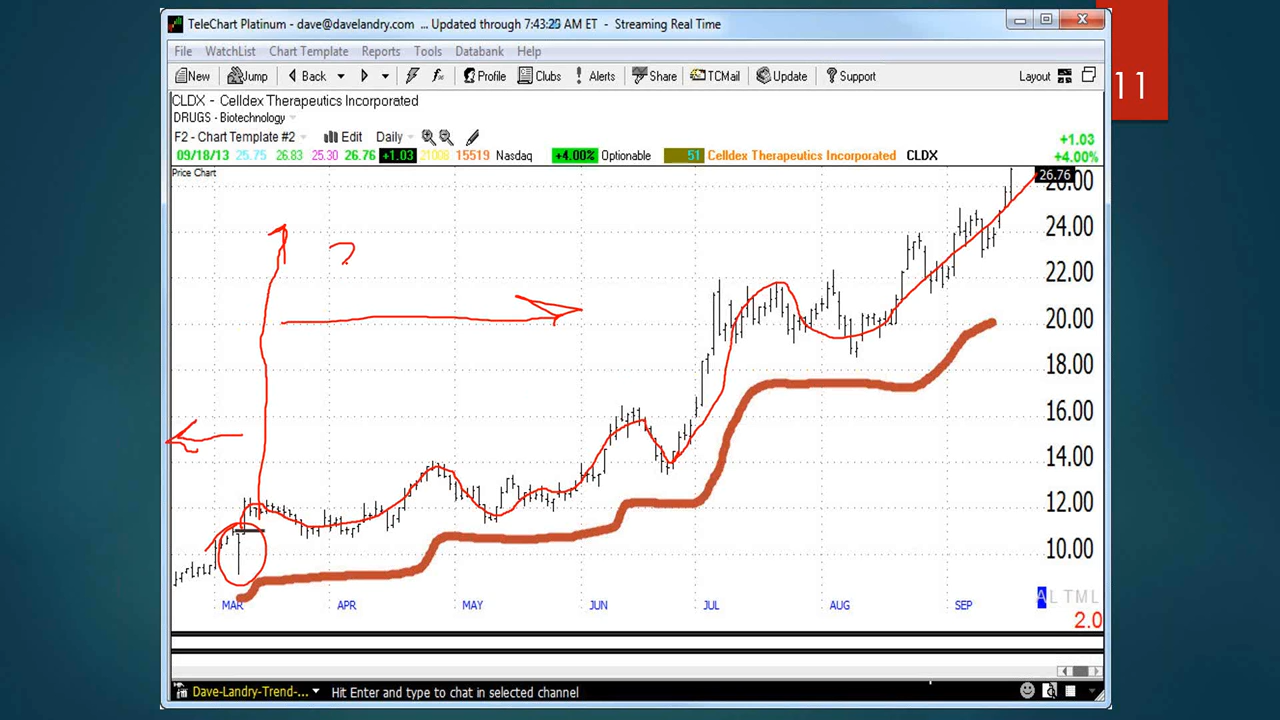 TeleChart Platinum - dave@davelandry.com ... Updated through 7:43:20 AM ET - Streaming Real Time
File WatchList Chart Template Reports Tools Databank Help
New Jump Back Profile Clubs Alerts Share TCMail Update Support Layout
11
CLDX - Celldex Therapeutics Incorporated
DRUGS - Biotechnology
F2 - Chart Template #2 Edit Daily
+1.03
09/18/13 25.75 26.83 25.30 26.76 +1.03 21008 15519 Nasdaq +4.00% Optionable 51 Celldex Therapeutics Incorporated CLDX +4.00%
Price Chart
26.76
26.00
24.00
?
22.00
20.00
18.00
16.00
14.00
12.00
10.00
MAR APR MAY JUN JUL AUG SEP
A L T M L
2.0
Dave-Landry-Trend-... Hit Enter and type to chat in selected channel